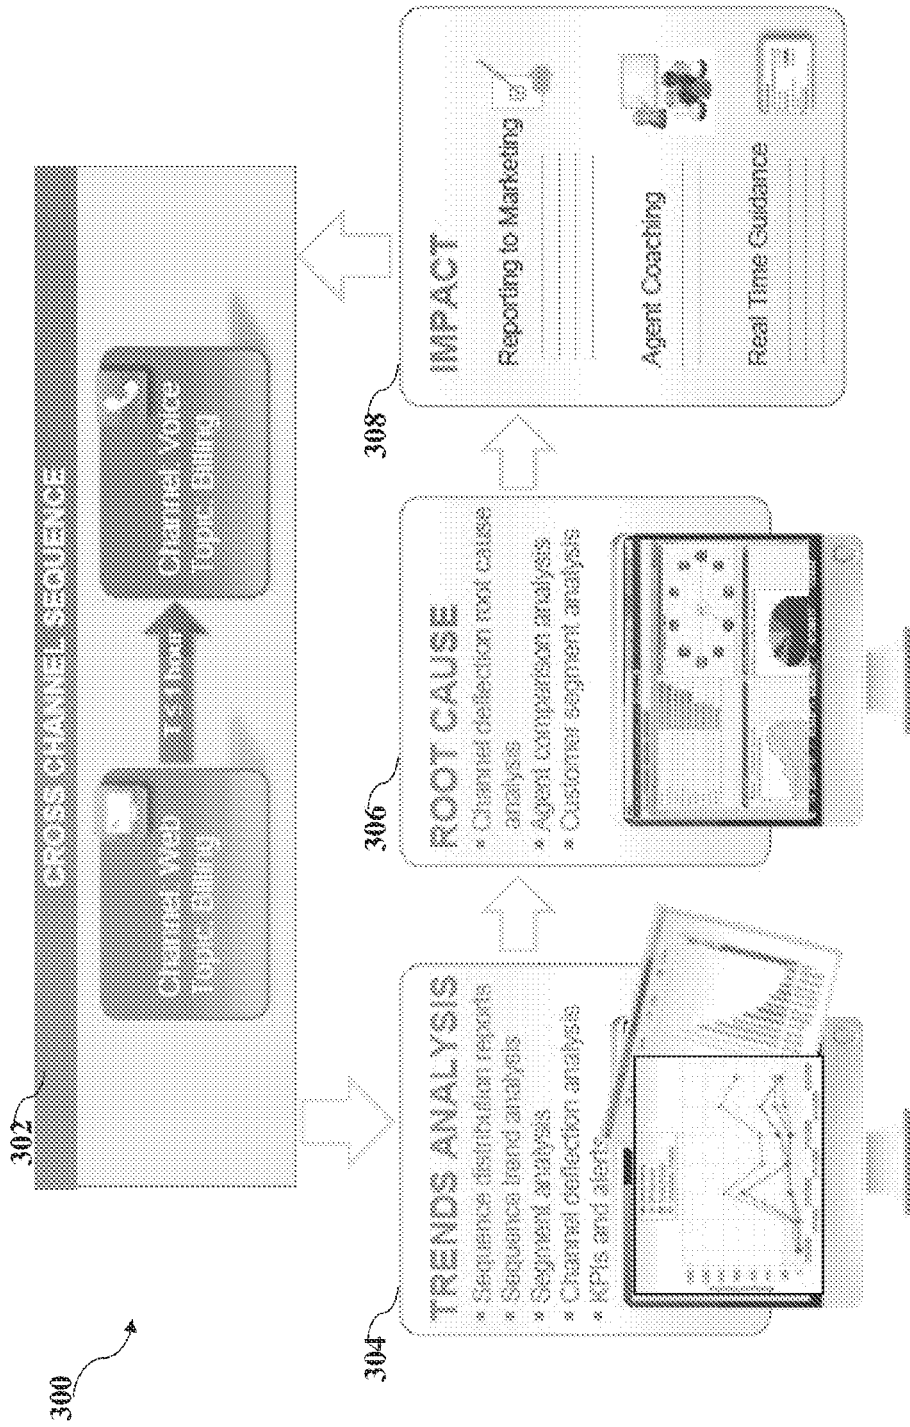 300
302
CROSS CHANNEL SEQUENCE
Channel: Web
Topic: Billing
Channel: Voice
Topic: Billing
304
TRENDS ANALYSIS
• Sequence distribution reports
• Sequence trend analysis
• Segment analysis
• Channel deflection analysis
• KPIs and alerts
306
ROOT CAUSE
• Channel deflection root cause
analysis
• Agent comparison analysis
• Customer segment analysis
308
IMPACT
Reporting to Marketing
Agent Coaching
Real Time Guidance